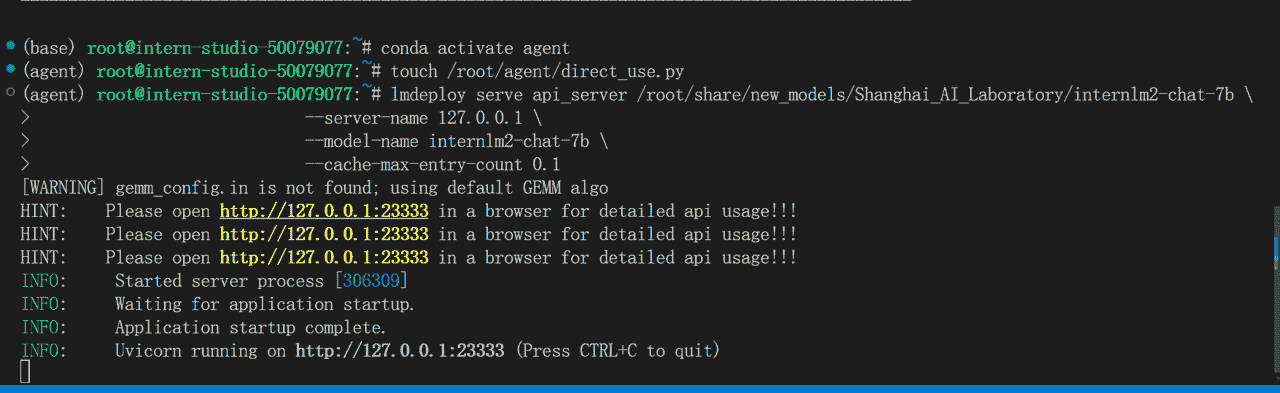 (base) root@intern-studio-50079077:~# conda activate agent
(agent) root@intern-studio-50079077:~# touch /root/agent/direct_use.py
(agent) root@intern-studio-50079077:~# lmdeploy serve api_server /root/share/new_models/Shanghai_AI_Laboratory/internlm2-chat-7b \
> --server-name 127.0.0.1 \
> --model-name internlm2-chat-7b \
> --cache-max-entry-count 0.1
[WARNING] gemm_config.in is not found; using default GEMM algo
HINT: Please open http://127.0.0.1:23333 in a browser for detailed api usage!!!
HINT: Please open http://127.0.0.1:23333 in a browser for detailed api usage!!!
HINT: Please open http://127.0.0.1:23333 in a browser for detailed api usage!!!
INFO: Started server process [306309]
INFO: Waiting for application startup.
INFO: Application startup complete.
INFO: Uvicorn running on http://127.0.0.1:23333 (Press CTRL+C to quit)